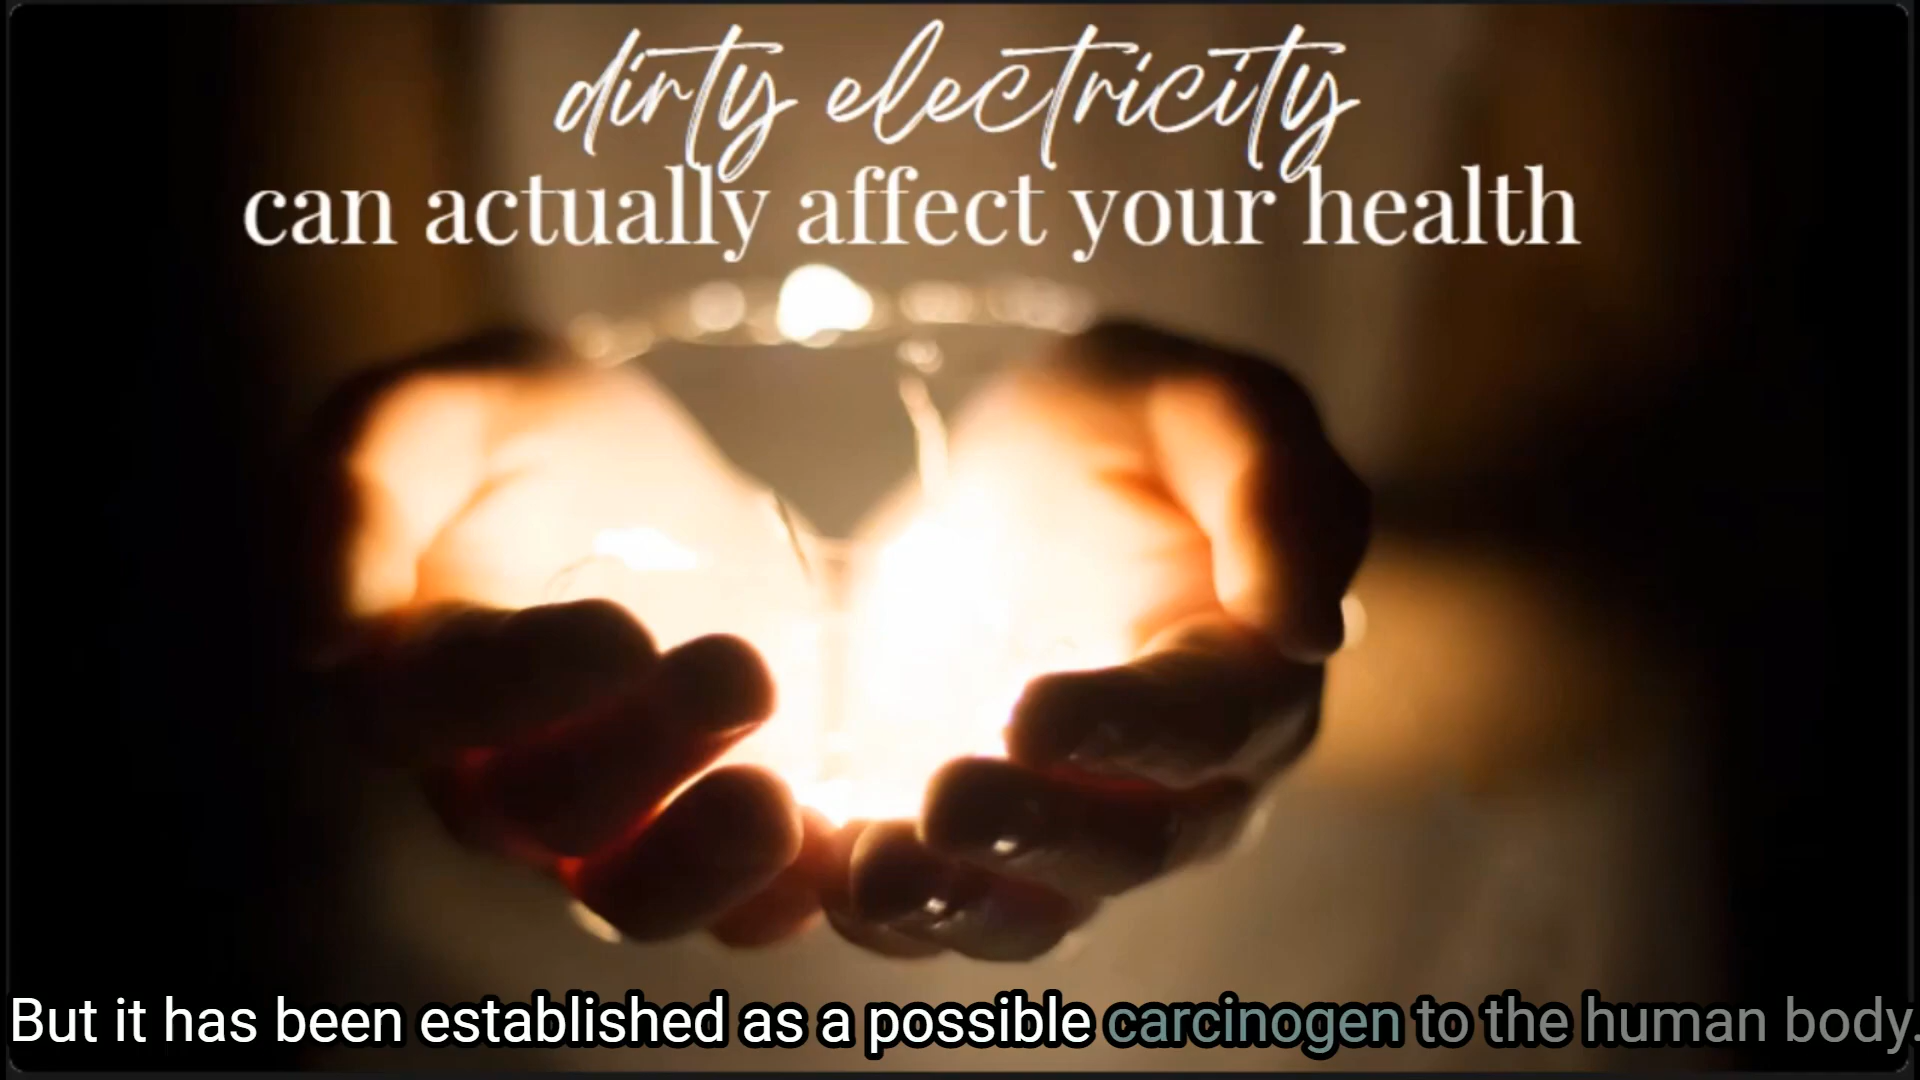 dirty electricity
can actually affect your health
But it has been established as a possible carcinogen to the human body.